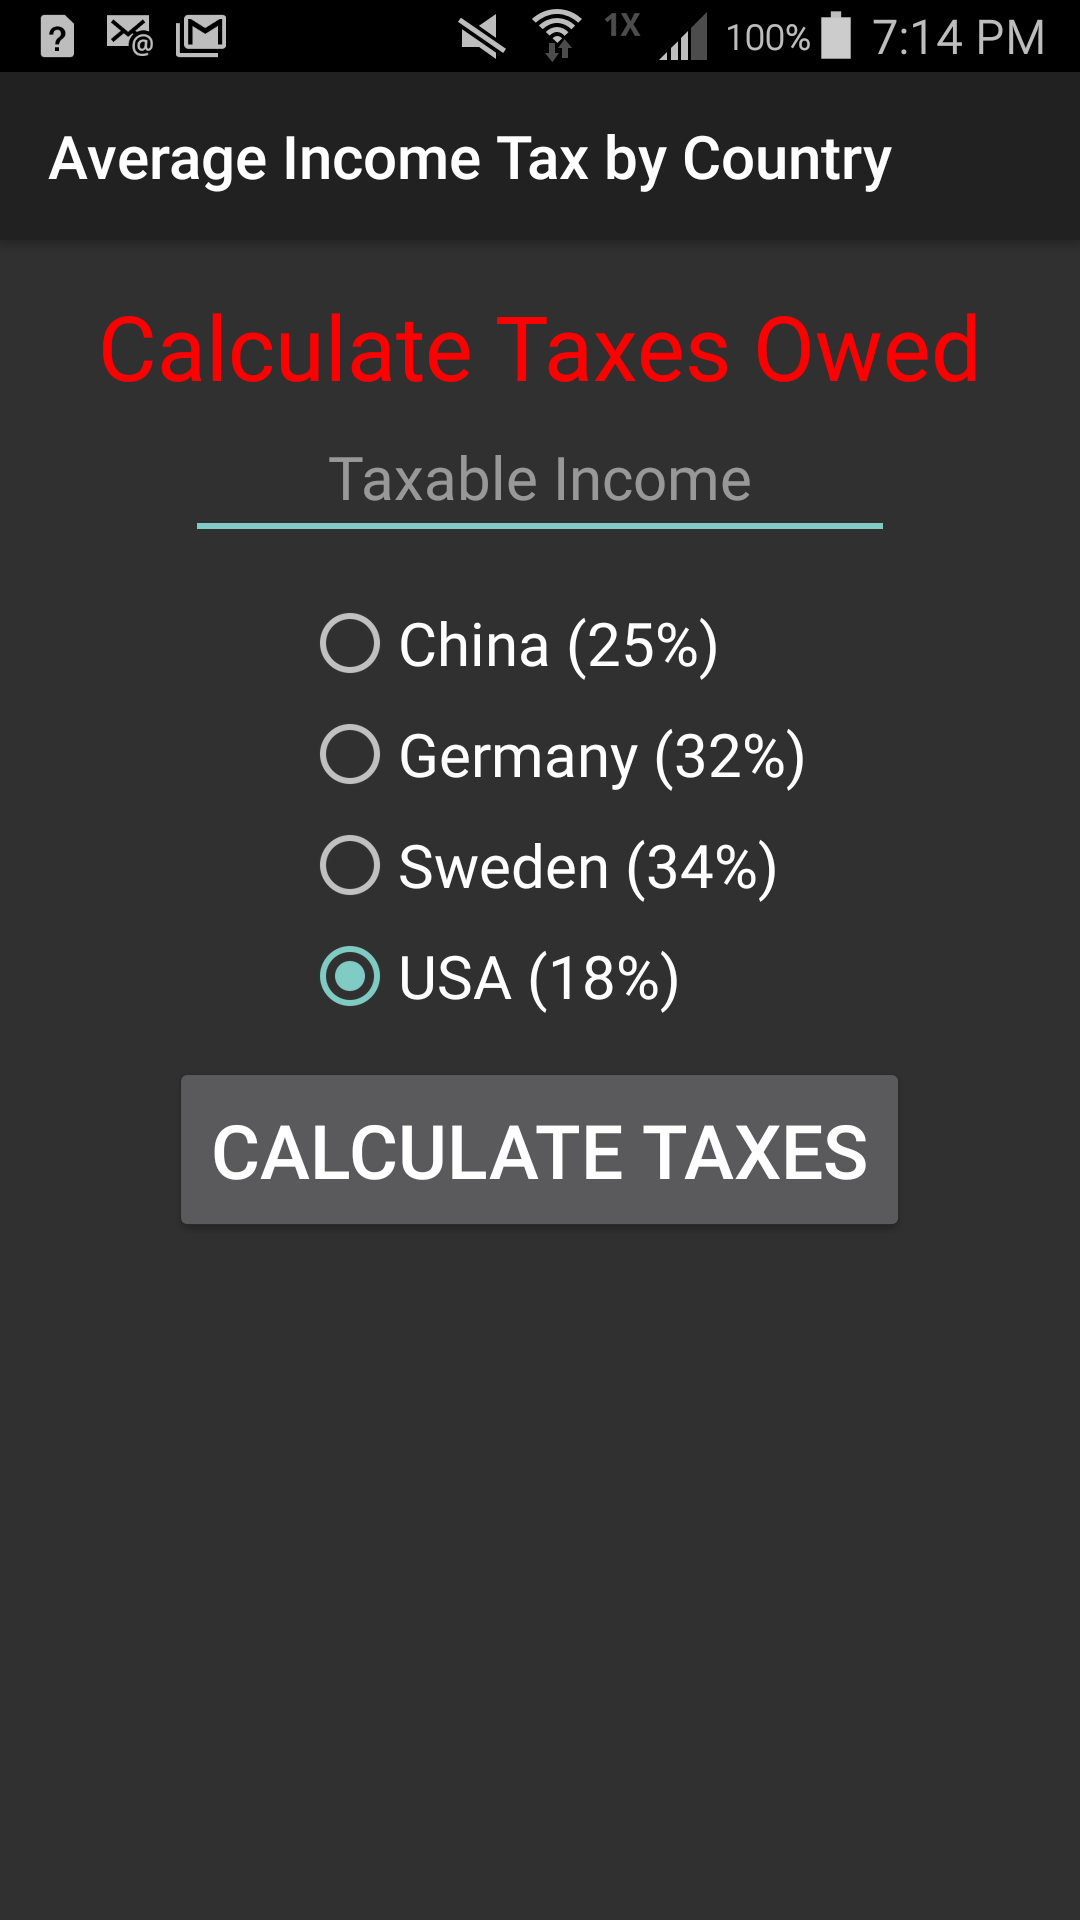 1X 100% 7:14 PM
Average Income Tax by Country
Calculate Taxes Owed
Taxable Income
China (25%)
Germany (32%)
Sweden (34%)
USA (18%)
CALCULATE TAXES